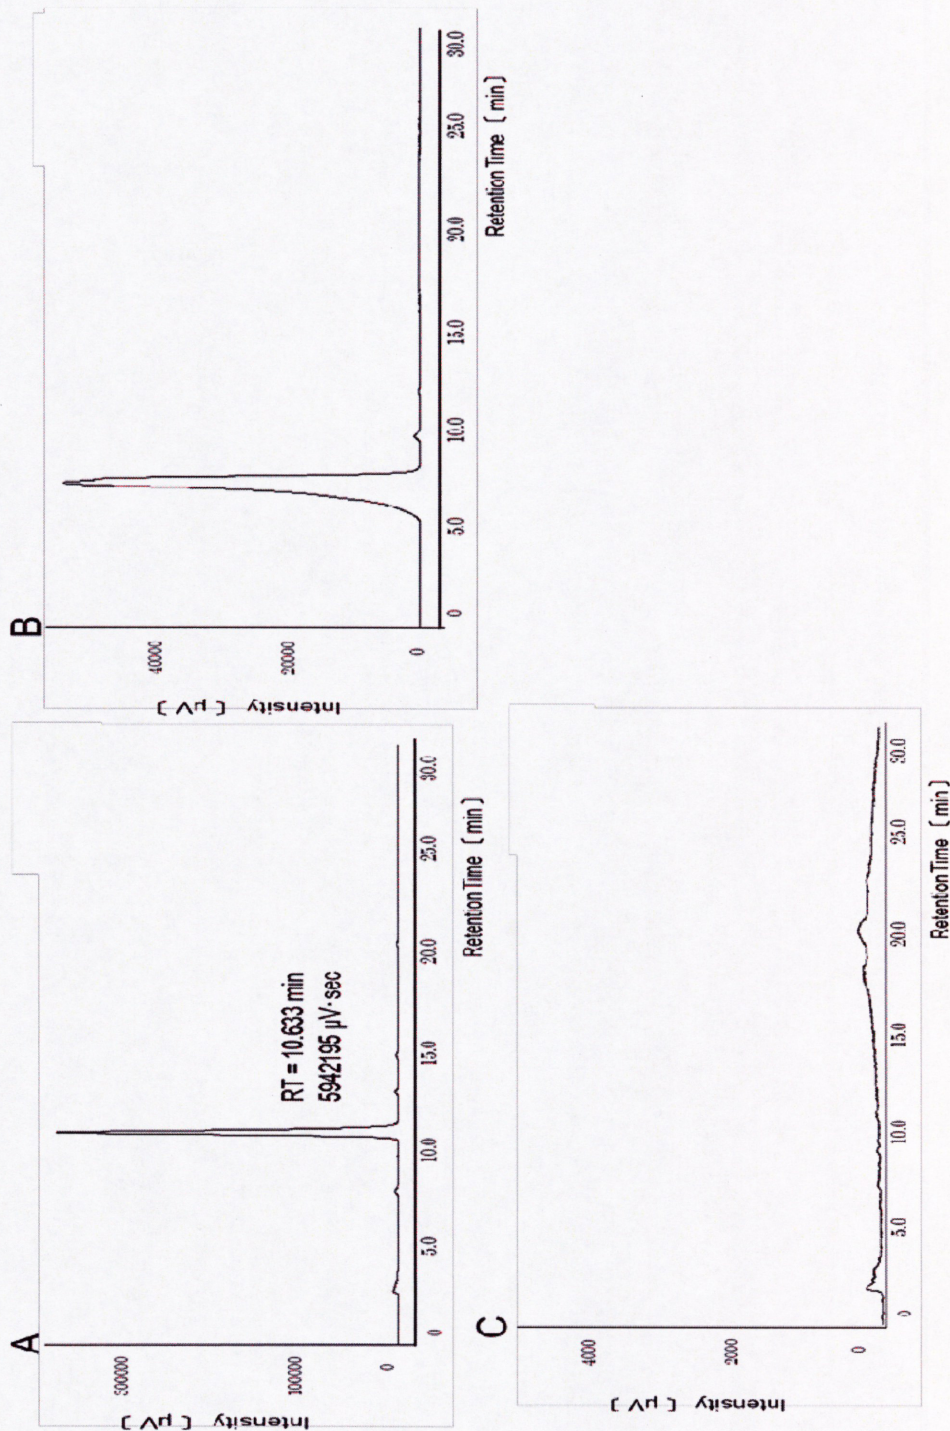 A
Intensity [ µV ]
300000
100000
0
0
5.0
10.0
15.0
20.0
25.0
30.0
Retention Time [ min ]
RT = 10.633 min
5942195 µV·sec
B
Intensity [ µV ]
40000
20000
0
0
5.0
10.0
15.0
20.0
25.0
30.0
Retention Time [ min ]
C
Intensity [ µV ]
4000
2000
0
0
5.0
10.0
15.0
20.0
25.0
30.0
Retention Time [ min ]